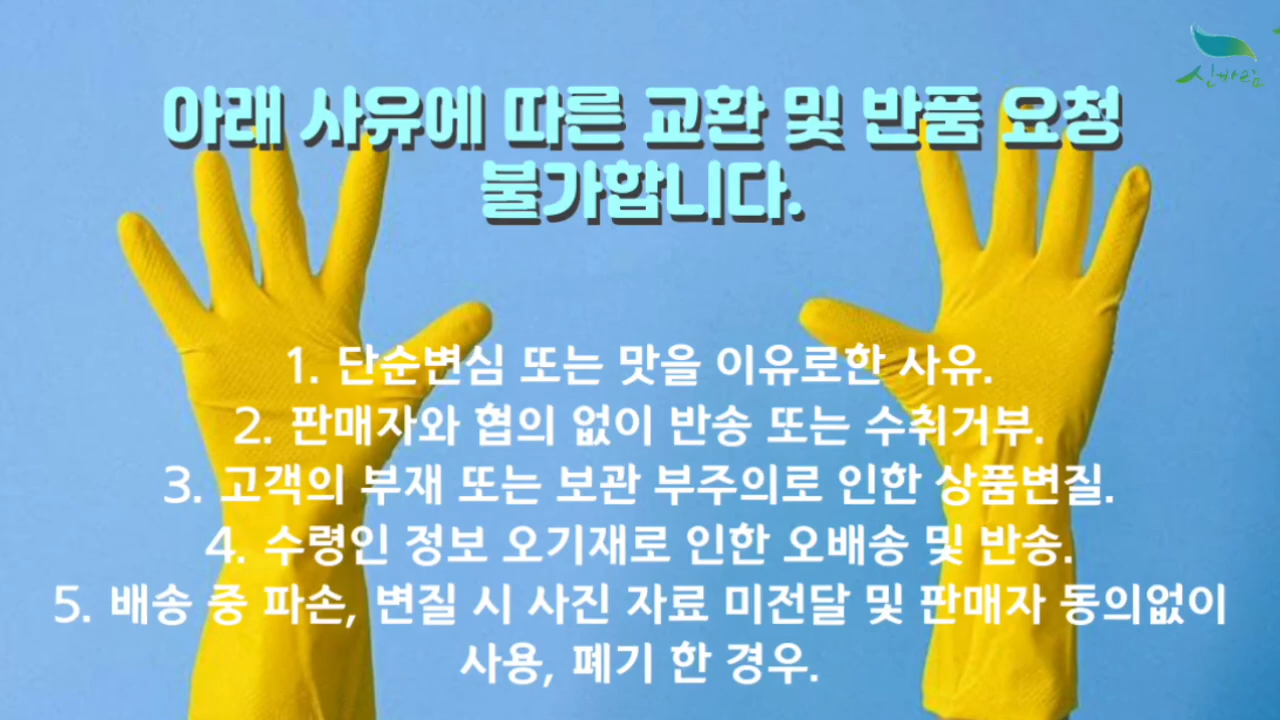 신바람
아래 사유에 따른 교환 및 반품 요청
불가합니다.
1. 단순변심 또는 맛을 이유로한 사유.
2. 판매자와 협의 없이 반송 또는 수취거부.
3. 고객의 부재 또는 보관 부주의로 인한 상품변질.
4. 수령인 정보 오기재로 인한 오배송 및 반송.
5. 배송 중 파손, 변질 시 사진 자료 미전달 및 판매자 동의없이
사용, 폐기 한 경우.